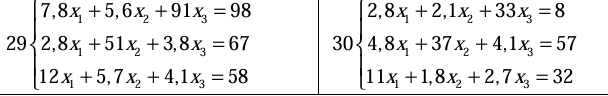 29 { 7,8x₁ + 5,6x₂ + 91x₃ = 98
2,8x₁ + 51x₂ + 3,8x₃ = 67
12x₁ + 5,7x₂ + 4,1x₃ = 58
30 { 2,8x₁ + 2,1x₂ + 33x₃ = 8
4,8x₁ + 37x₂ + 4,1x₃ = 57
11x₁ + 1,8x₂ + 2,7x₃ = 32